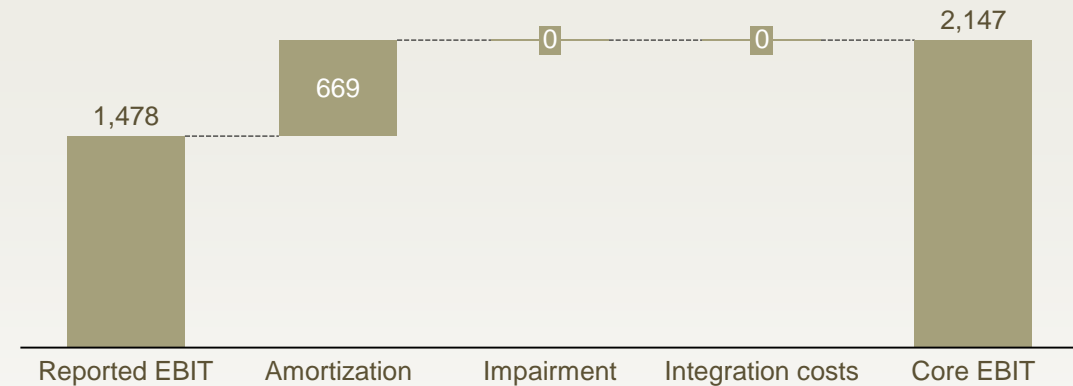 2,147
0
0
669
1,478
Reported EBIT
Amortization
Impairment
Integration costs
Core EBIT